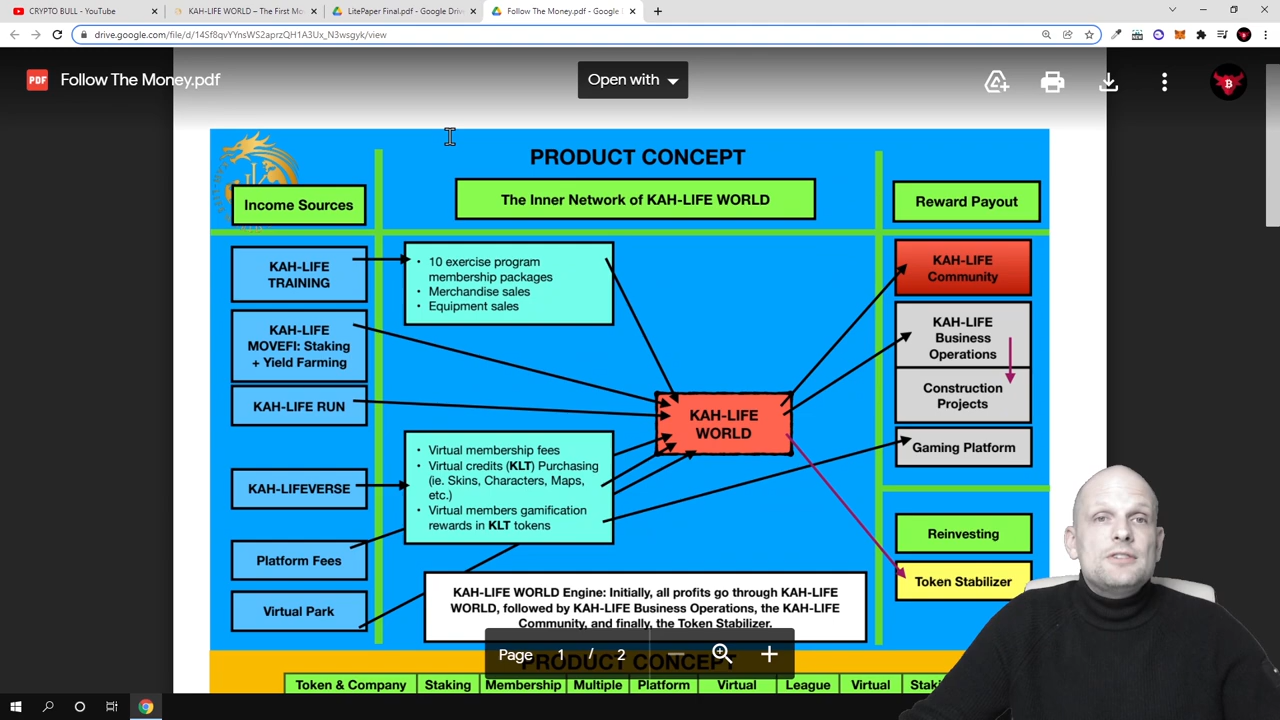 CRYPTO BULL - YouTube
KAH-LIFE WORLD – The First Mo
LitePaper Final.pdf - Google Driv
Follow The Money.pdf - Google
drive.google.com/file/d/14Sf8qvYYnsWS2aprzQH1A3Ux_N3wsgyk/view
PDF
Follow The Money.pdf
Open with
PRODUCT CONCEPT
Income Sources
The Inner Network of KAH-LIFE WORLD
Reward Payout
KAH-LIFE
TRAINING
• 10 exercise program
membership packages
• Merchandise sales
• Equipment sales
KAH-LIFE
Community
KAH-LIFE
MOVEFI: Staking
+ Yield Farming
KAH-LIFE
Business
Operations
KAH-LIFE RUN
Construction
Projects
KAH-LIFE
WORLD
Gaming Platform
KAH-LIFEVERSE
• Virtual membership fees
• Virtual credits (KLT) Purchasing
(ie. Skins, Characters, Maps,
etc.)
• Virtual members gamification
rewards in KLT tokens
Reinvesting
Platform Fees
Token Stabilizer
Virtual Park
KAH-LIFE WORLD Engine: Initially, all profits go through KAH-LIFE
WORLD, followed by KAH-LIFE Business Operations, the KAH-LIFE
Community, and finally, the Token Stabilizer.
Page 1 / 2
PRODUCT CONCEPT
Token & Company
Staking
Membership
Multiple
Platform
Virtual
League
Virtual